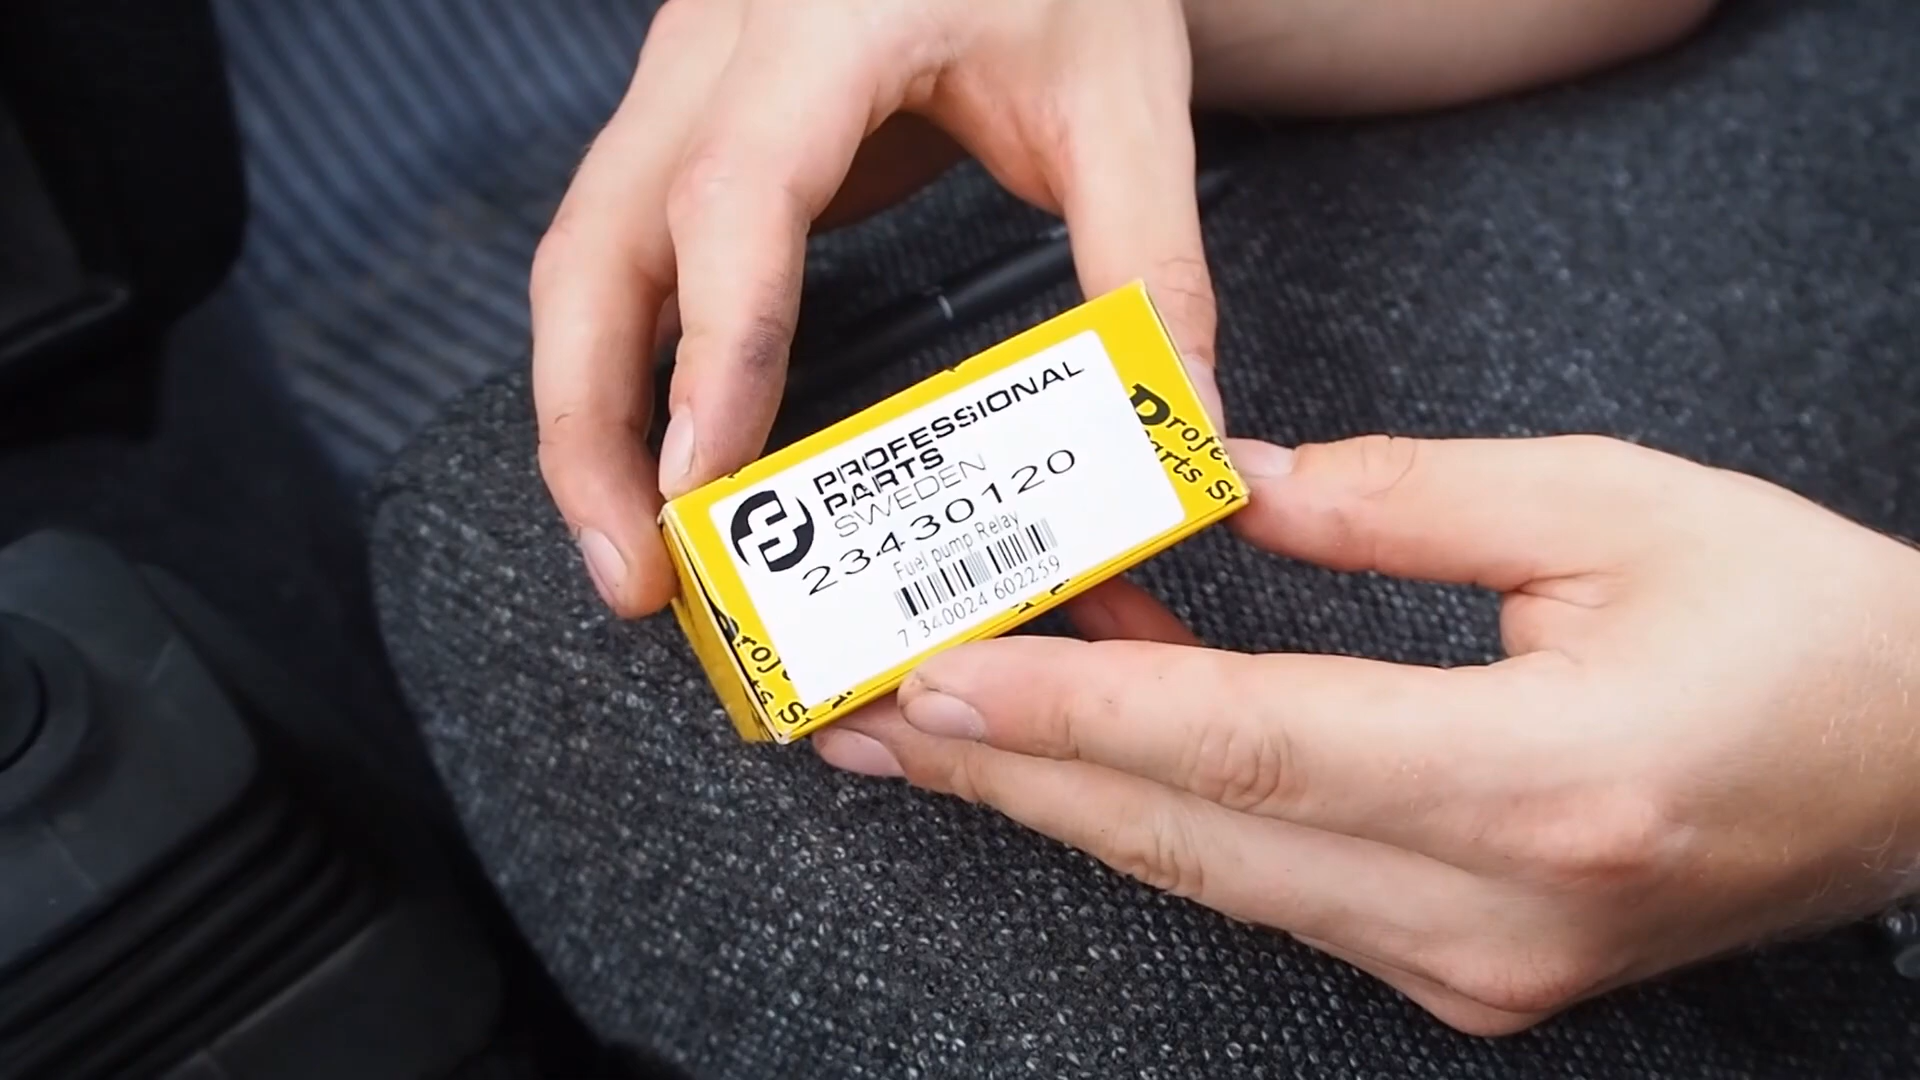 PROFESSIONAL
PARTS
SWEDEN
23430120
Fuel pump Relay
7 340024 602259